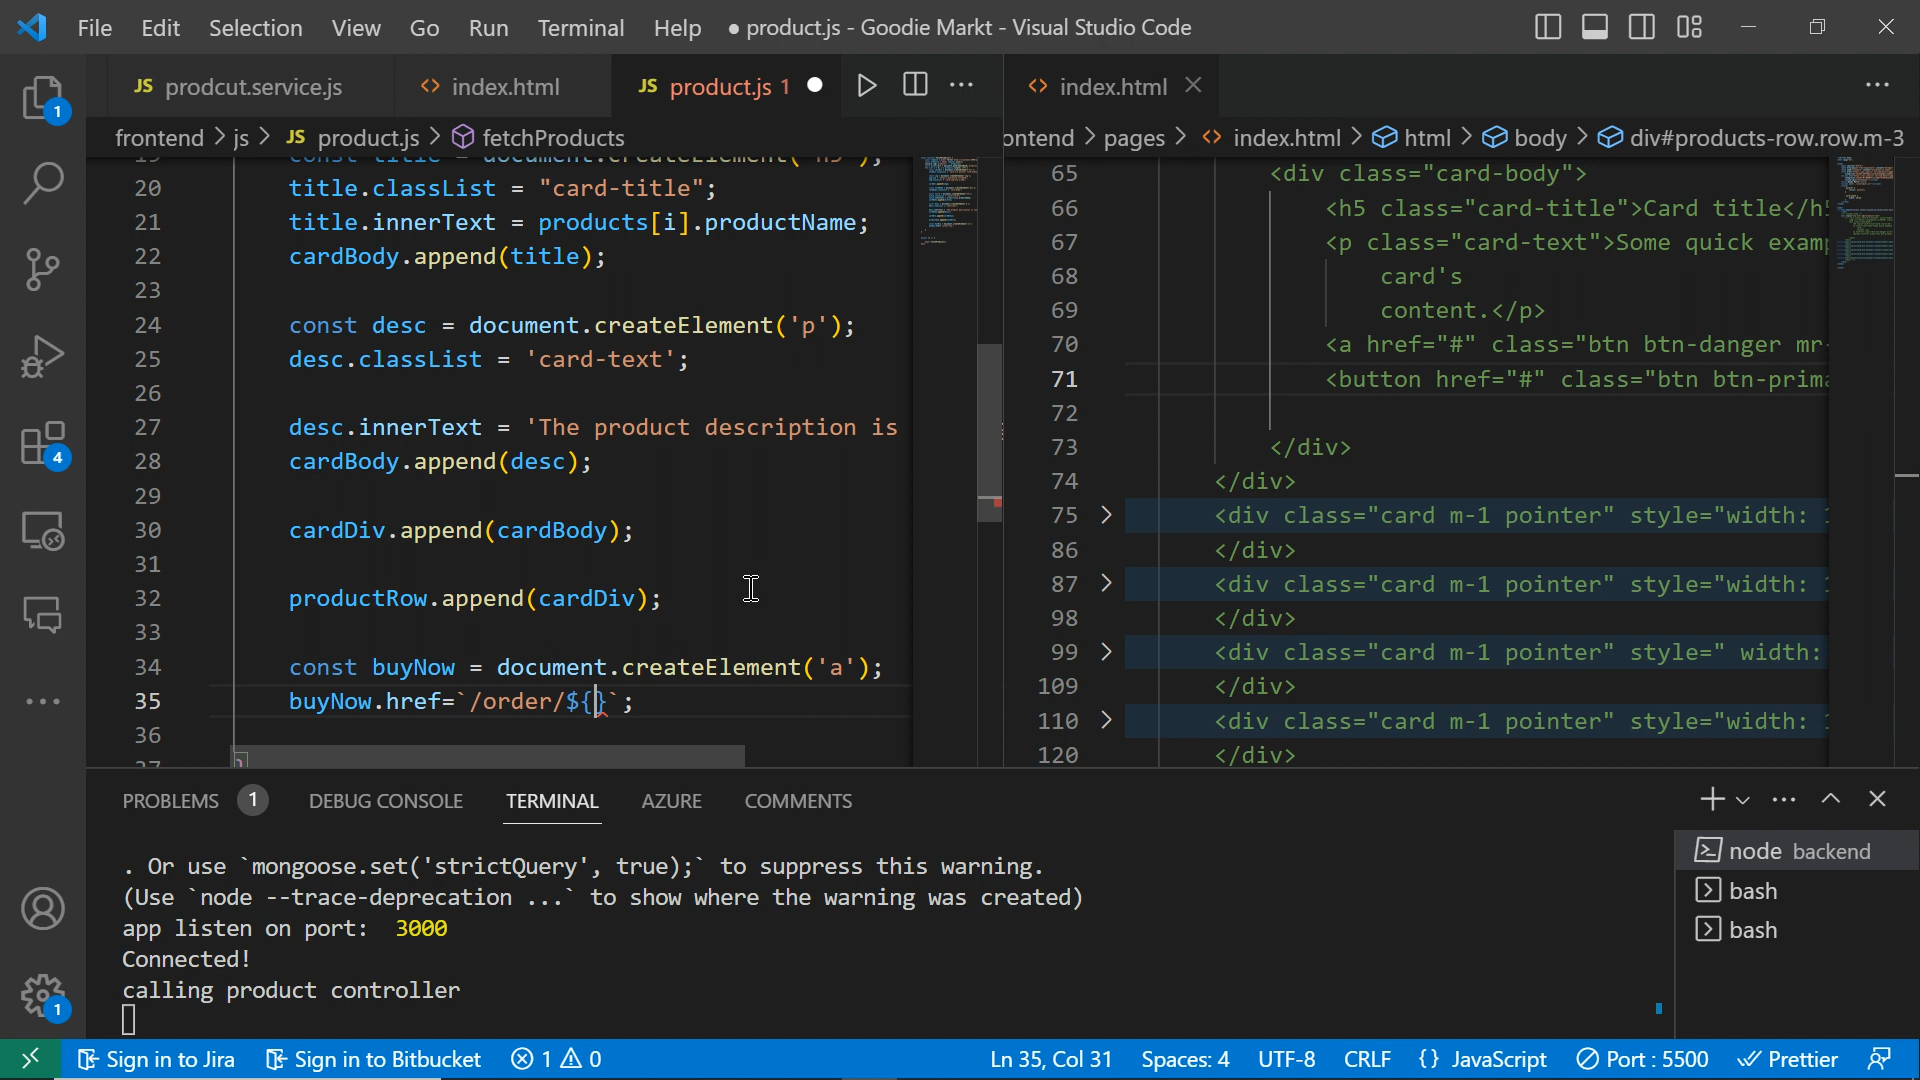 File Edit Selection View Go Run Terminal Help ● product.js - Goodie Markt - Visual Studio Code
JS prodcut.service.js <> index.html JS product.js 1
<> index.html
frontend > js > JS product.js > fetchProducts
ontend > pages > <> index.html > html > body > div#products-row.row.m-3
20 title.classList = "card-title";
21 title.innerText = products[i].productName;
22 cardBody.append(title);
23
24 const desc = document.createElement('p');
25 desc.classList = 'card-text';
26
27 desc.innerText = 'The product description is
28 cardBody.append(desc);
29
30 cardDiv.append(cardBody);
31
32 productRow.append(cardDiv);
33
34 const buyNow = document.createElement('a');
35 buyNow.href=`/order/${}`;
36
}
65 <div class="card-body">
66 <h5 class="card-title">Card title</h
67 <p class="card-text">Some quick examp
68 card's
69 content.</p>
70 <a href="#" class="btn btn-danger mr-
71 <button href="#" class="btn btn-prima
72
73 </div>
74 </div>
75 <div class="card m-1 pointer" style="width:
86 </div>
87 <div class="card m-1 pointer" style="width:
98 </div>
99 <div class="card m-1 pointer" style=" width:
109 </div>
110 <div class="card m-1 pointer" style="width:
120 </div>
1
4
1
PROBLEMS 1 DEBUG CONSOLE TERMINAL AZURE COMMENTS
. Or use `mongoose.set('strictQuery', true);` to suppress this warning.
(Use `node --trace-deprecation ...` to show where the warning was created)
app listen on port: 3000
Connected!
calling product controller
node backend
bash
bash
Sign in to Jira Sign in to Bitbucket 1 0 Ln 35, Col 31 Spaces: 4 UTF-8 CRLF {} JavaScript Port : 5500 Prettier